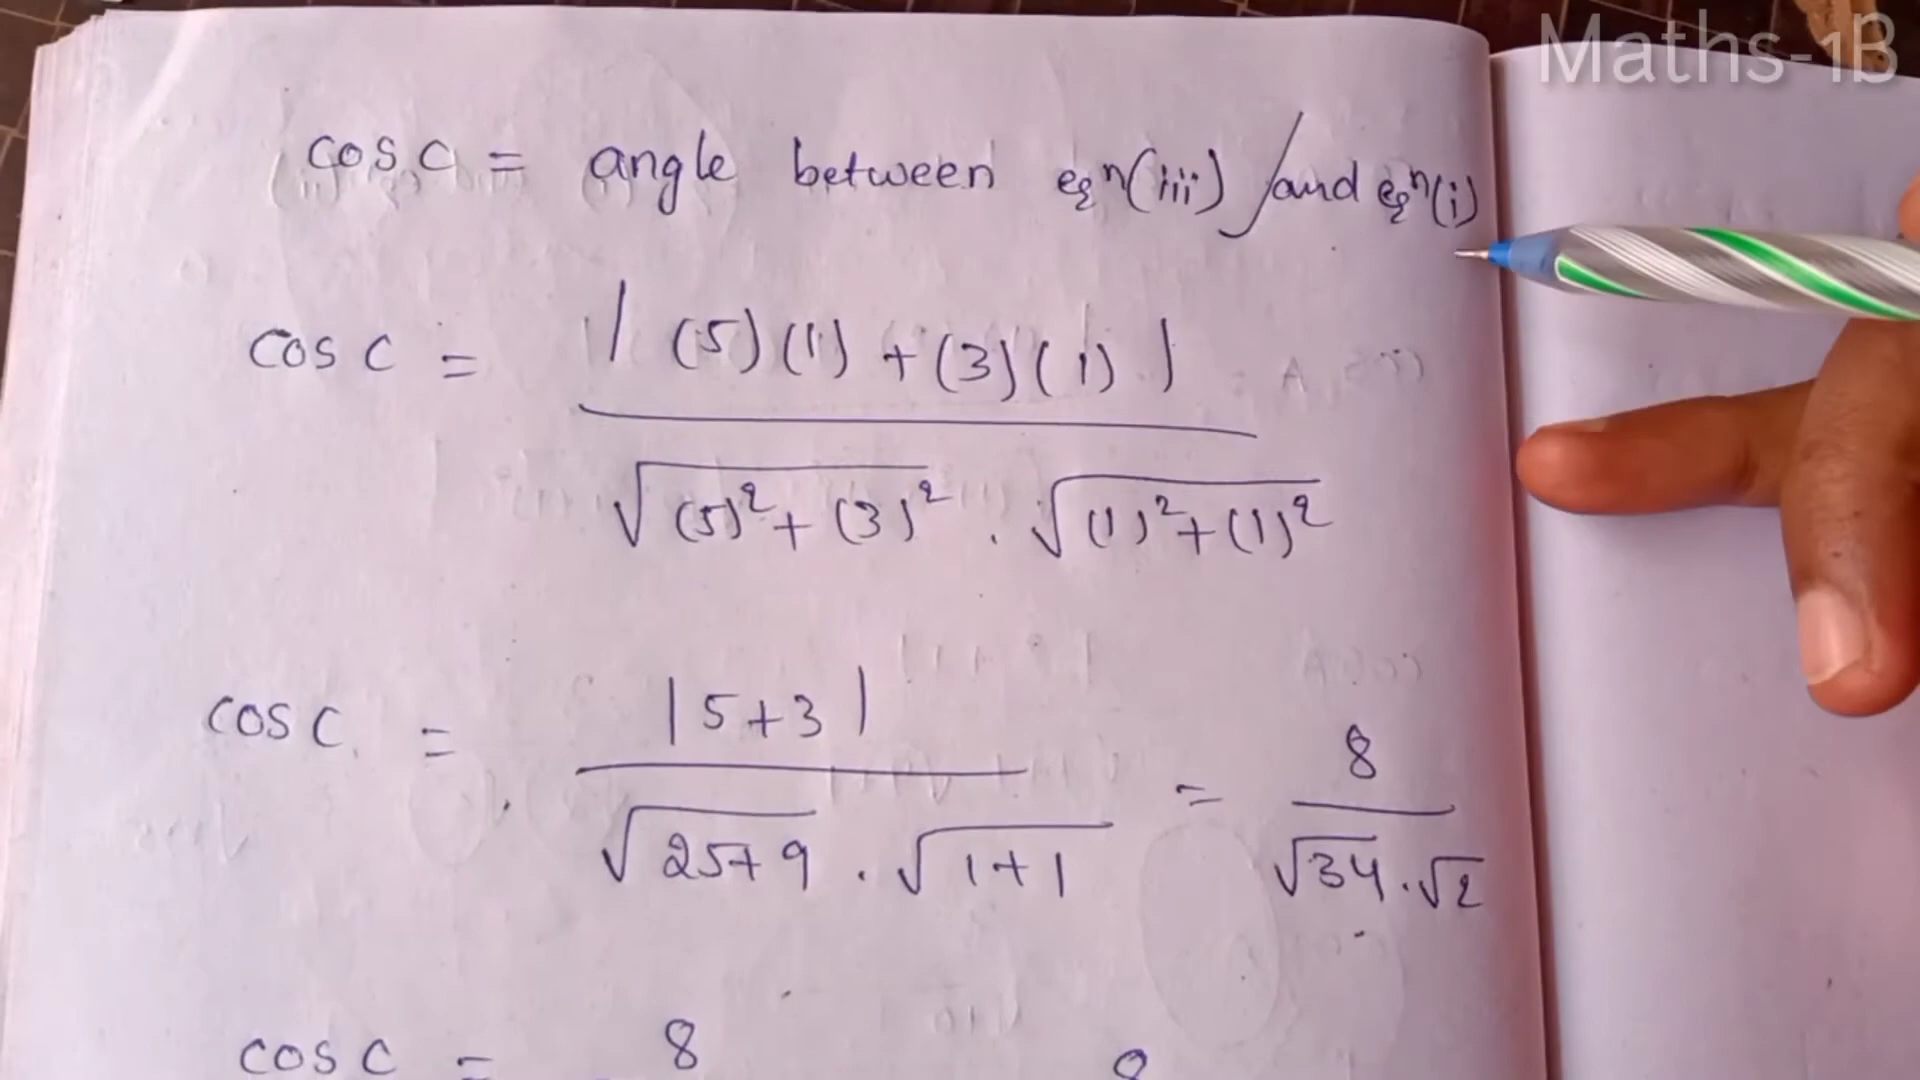 Maths-1B
cos C = angle between eqⁿ(iii) / and eqⁿ(i)
cos C = | (5)(1) + (3)(1) |
√(5)² + (3)² . √(1)² + (1)²
cos C = | 5+3 | = 8
√25+9 . √1+1 √34 . √2
cos C = 8